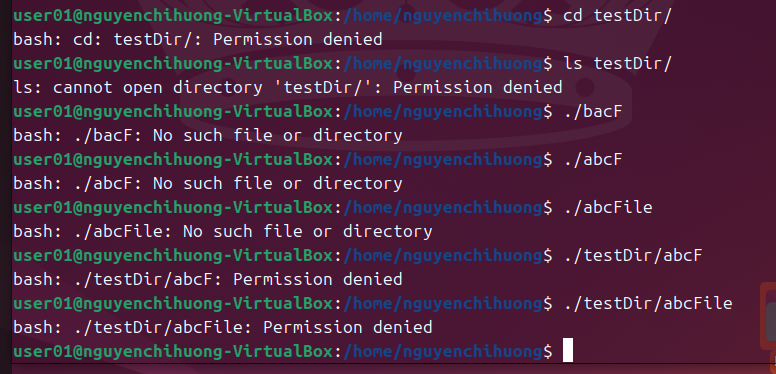 user01@nguyenchihuong-VirtualBox:/home/nguyenchihuong$ cd testDir/
bash: cd: testDir/: Permission denied
user01@nguyenchihuong-VirtualBox:/home/nguyenchihuong$ ls testDir/
ls: cannot open directory 'testDir/': Permission denied
user01@nguyenchihuong-VirtualBox:/home/nguyenchihuong$ ./bacF
bash: ./bacF: No such file or directory
user01@nguyenchihuong-VirtualBox:/home/nguyenchihuong$ ./abcF
bash: ./abcF: No such file or directory
user01@nguyenchihuong-VirtualBox:/home/nguyenchihuong$ ./abcFile
bash: ./abcFile: No such file or directory
user01@nguyenchihuong-VirtualBox:/home/nguyenchihuong$ ./testDir/abcF
bash: ./testDir/abcF: Permission denied
user01@nguyenchihuong-VirtualBox:/home/nguyenchihuong$ ./testDir/abcFile
bash: ./testDir/abcFile: Permission denied
user01@nguyenchihuong-VirtualBox:/home/nguyenchihuong$